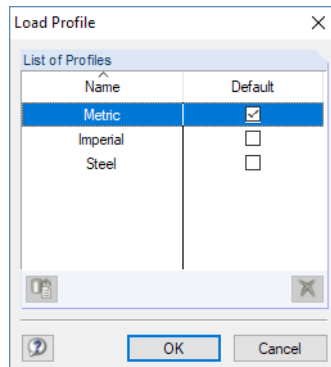 Load Profile
List of Profiles
Name Default
Metric
Imperial
Steel
OK Cancel